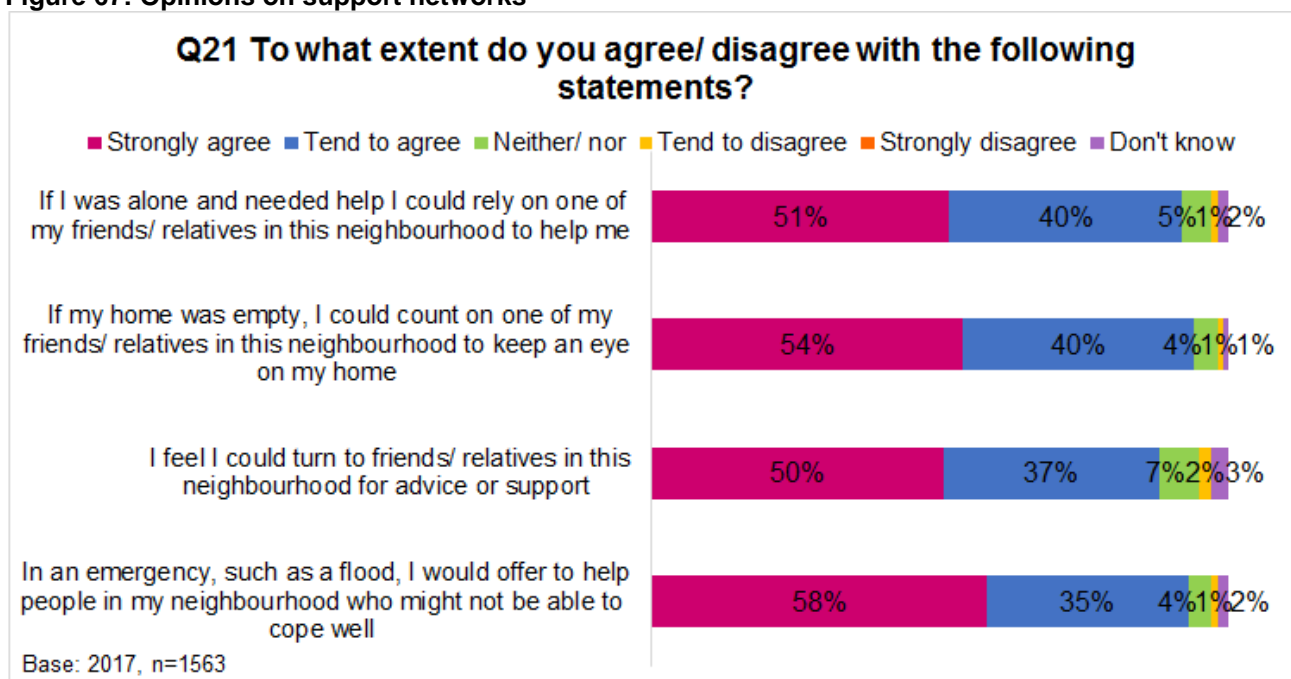 Figure 67: Opinions on support networks
Q21 To what extent do you agree/ disagree with the following
statements?
Strongly agree Tend to agree Neither/ nor Tend to disagree Strongly disagree Don't know
If I was alone and needed help I could rely on one of
my friends/ relatives in this neighbourhood to help me
51% 40% 5% 1% 2%
If my home was empty, I could count on one of my
friends/ relatives in this neighbourhood to keep an eye
on my home
54% 40% 4% 1% 1%
I feel I could turn to friends/ relatives in this
neighbourhood for advice or support
50% 37% 7% 2% 3%
In an emergency, such as a flood, I would offer to help
people in my neighbourhood who might not be able to
cope well
58% 35% 4% 1% 2%
Base: 2017, n=1563